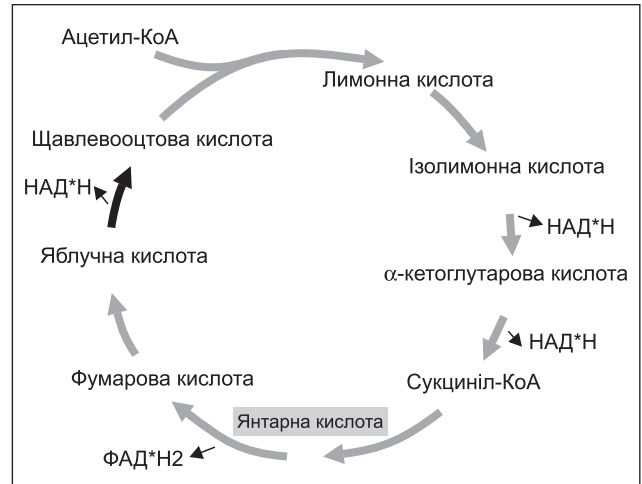 Ацетил-КоА
Лимонна кислота
Щавлевооцтова кислота
Ізолимонна кислота
НАД*Н
НАД*Н
Яблучна кислота
α-кетоглутарова кислота
НАД*Н
Фумарова кислота
Сукциніл-КоА
Янтарна кислота
ФАД*Н2